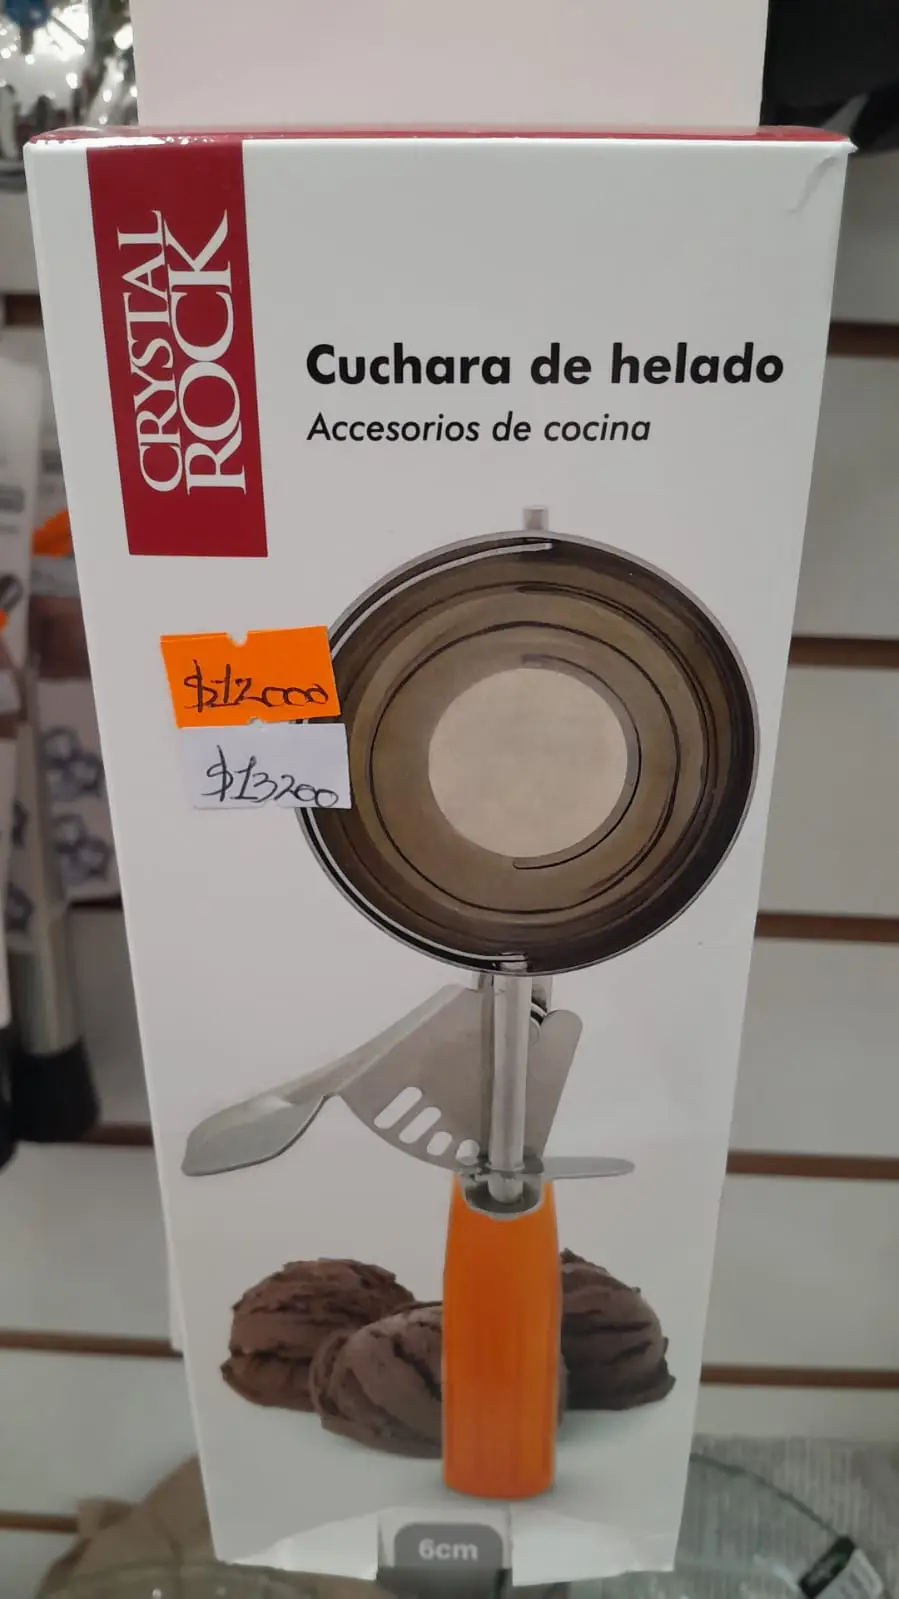 CRYSTAL
ROCK
Cuchara de helado
Accesorios de cocina
$12000
$13200
6cm